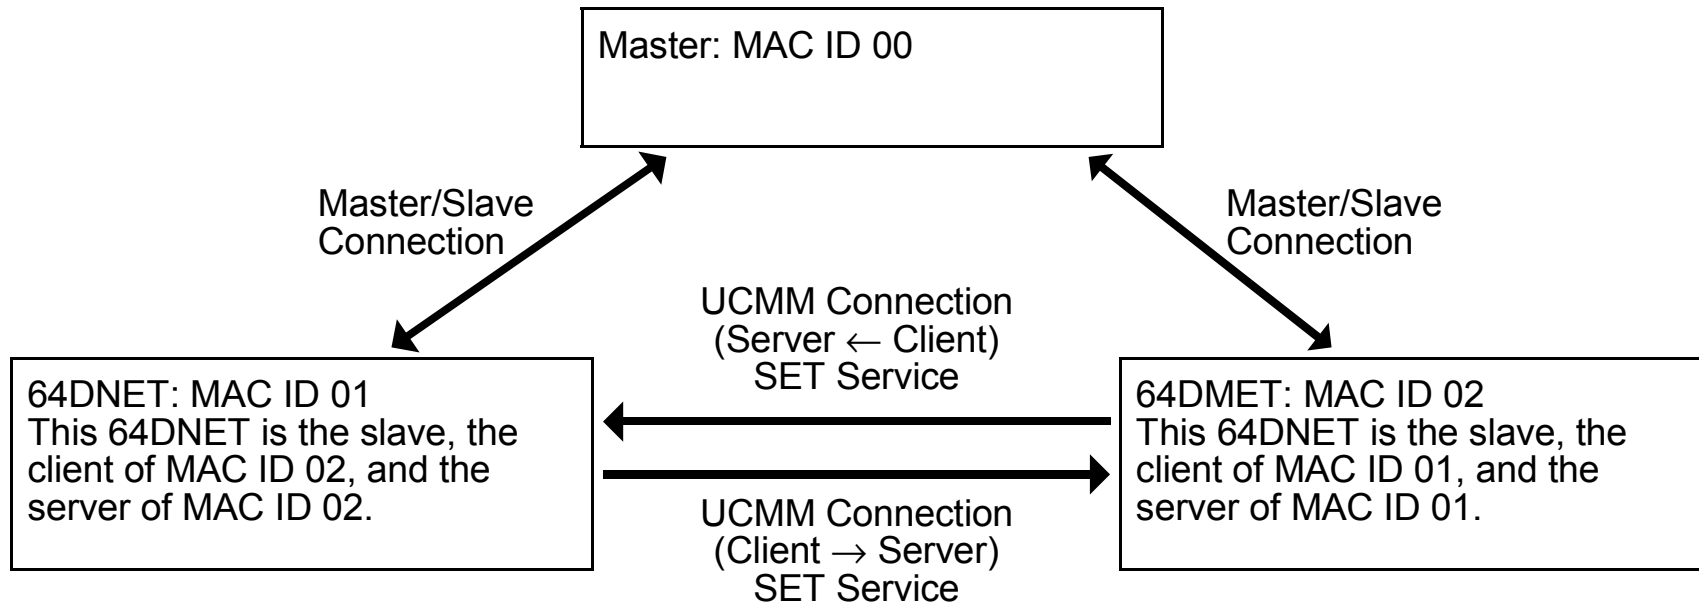 Master: MAC ID 00
Master/Slave
Connection
Master/Slave
Connection
UCMM Connection
(Server ← Client)
SET Service
64DNET: MAC ID 01
This 64DNET is the slave, the
client of MAC ID 02, and the
server of MAC ID 02.
64DMET: MAC ID 02
This 64DNET is the slave, the
client of MAC ID 01, and the
server of MAC ID 01.
UCMM Connection
(Client → Server)
SET Service